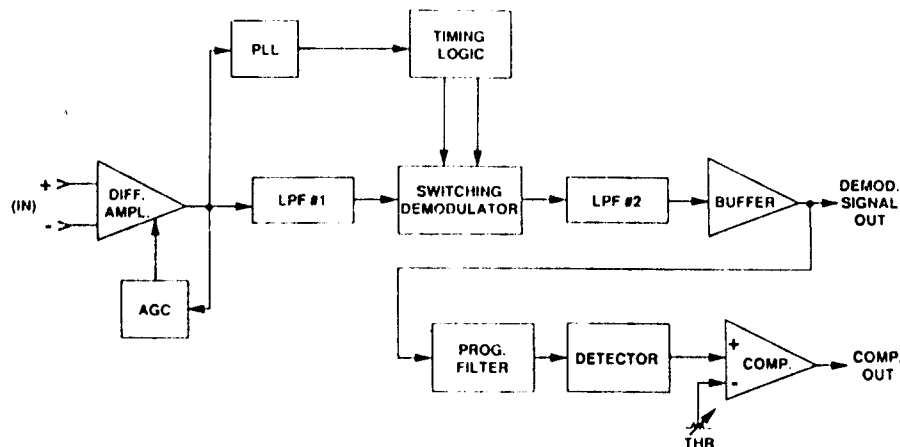 PLL
TIMING
LOGIC
+
(IN)
-
DIFF.
AMPL.
LPF #1
SWITCHING
DEMODULATOR
LPF #2
BUFFER
DEMOD.
SIGNAL
OUT
AGC
PROG.
FILTER
DETECTOR
+
-
COMP.
COMP.
OUT
THR